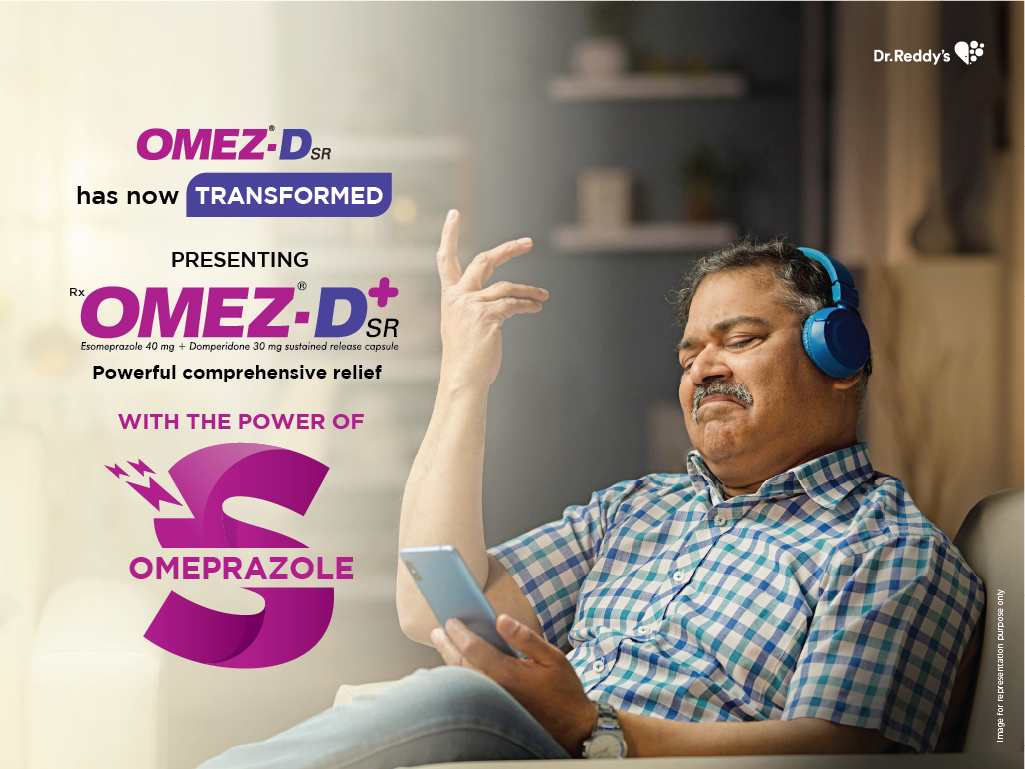 Dr.Reddy's
OMEZ®-D SR
has now TRANSFORMED
PRESENTING
Rx OMEZ®-D+ SR
Esomeprazole 40 mg + Domperidone 30 mg sustained release capsule
Powerful comprehensive relief
WITH THE POWER OF
S
OMEPRAZOLE
Image for representation purpose only